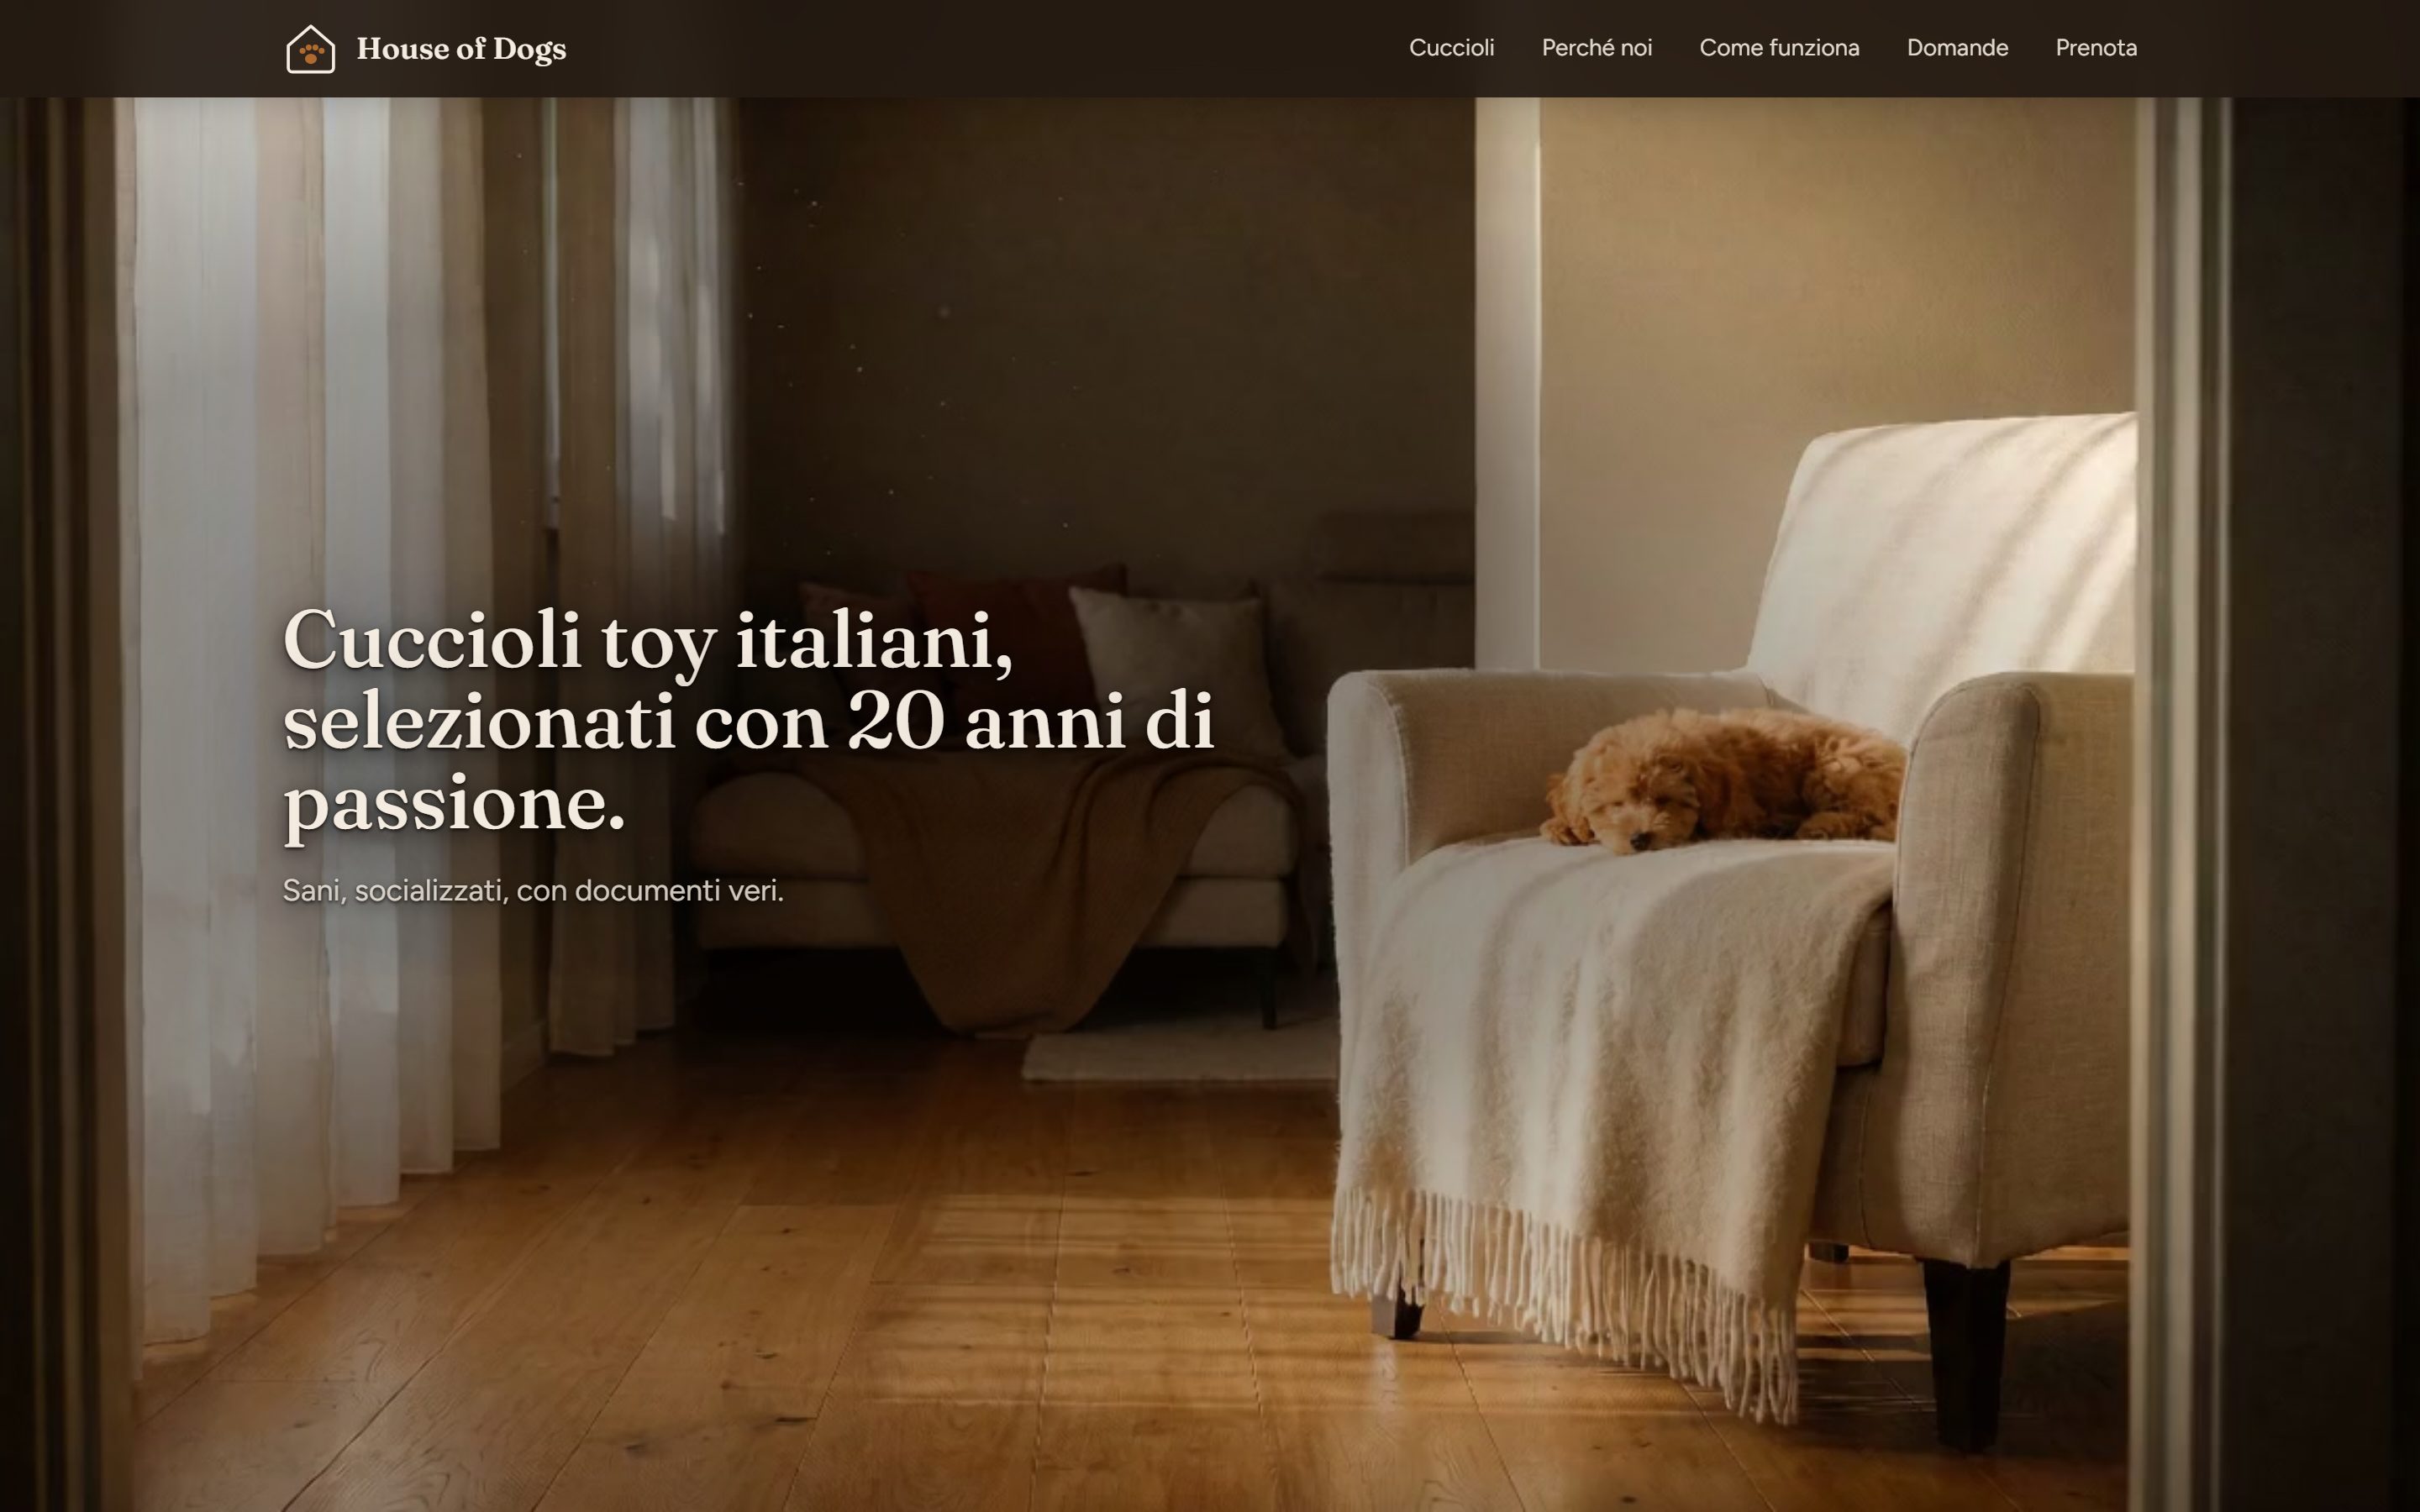 House of Dogs
Cuccioli
Perché noi
Come funziona
Domande
Prenota
Cuccioli toy italiani,
selezionati con 20 anni di
passione.
Sani, socializzati, con documenti veri.